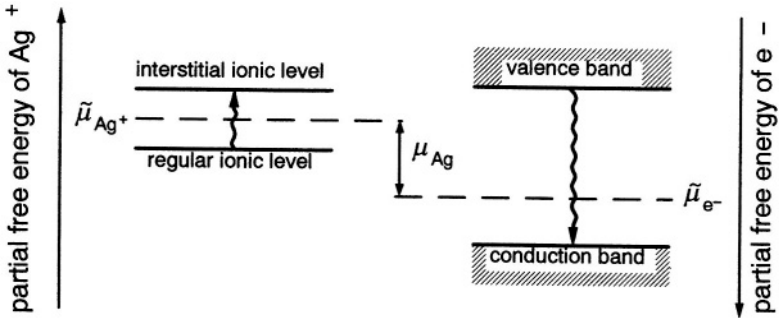 partial free energy of Ag +
interstitial ionic level
μ̃Ag+
regular ionic level
μAg
valence band
μ̃e−
conduction band
partial free energy of e −